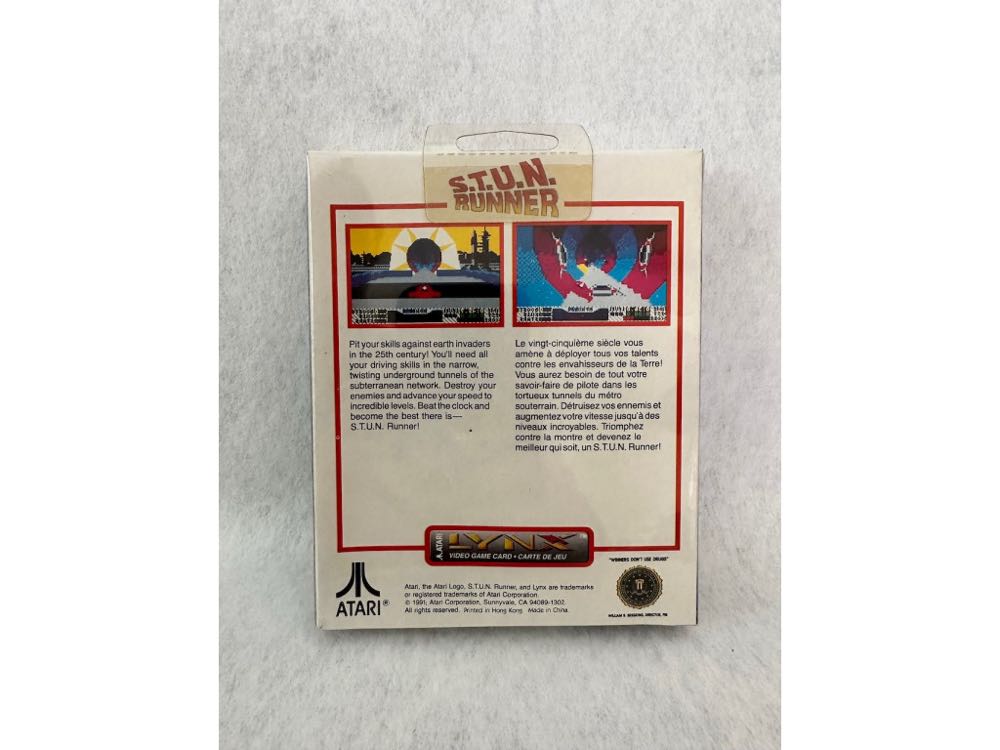 S.T.U.N.
RUNNER
Pit your skills against earth invaders
in the 25th century! You'll need all
your driving skills in the narrow,
twisting underground tunnels of the
subterranean network. Destroy your
enemies and advance your speed to
incredible levels. Beat the clock and
become the best there is—
S.T.U.N. Runner!
Le vingt-cinquième siècle vous
amène à déployer tous vos talents
contre les envahisseurs de la Terre!
Vous aurez besoin de tout votre
savoir-faire de pilote dans les
tortueux tunnels du métro
souterrain. Détruisez vos ennemis et
augmentez votre vitesse jusqu'à des
niveaux incroyables. Triomphez
contre la montre et devenez le
meilleur qui soit, un S.T.U.N. Runner!
ATARI
LYNX
VIDEO GAME CARD • CARTE DE JEU
ATARI®
Atari, the Atari Logo, S.T.U.N. Runner, and Lynx are trademarks
or registered trademarks of Atari Corporation.
© 1991, Atari Corporation, Sunnyvale, CA 94089-1302.
All rights reserved. Printed in Hong Kong. Made in China.
"WINNERS DON'T USE DRUGS"
WILLIAM S. SESSIONS, DIRECTOR, FBI